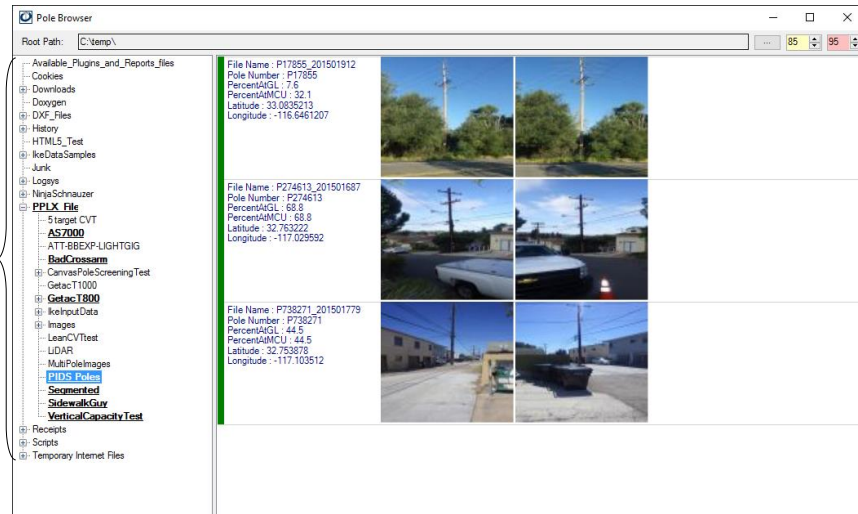 Pole Browser
Root Path: C:\temp\ ... 85 95
Available_Plugins_and_Reports_files
Cookies
Downloads
Doxygen
DXF_Files
History
HTML5_Test
IkeDataSamples
Junk
Logsys
NinjaSchnauzer
PPLX_File
5 target CVT
AS7000
ATT-BBEXP-LIGHTGIG
BadCrossarm
CanvasPoleScreeningTest
GetacT1000
GetacT800
IkeInputData
Images
LeanCVTtest
LiDAR
MultiPoleImages
PIDS_Poles
Segmented
SidewalkGuy
VerticalCapacityTest
Receipts
Scripts
Temporary Internet Files
File Name : P17855_201501912
Pole Number : P17855
PercentAtGL : 7.6
PercentAtMCU : 32.1
Latitude : 33.0835213
Longitude : -116.6461207
File Name : P274613_201501687
Pole Number : P274613
PercentAtGL : 68.8
PercentAtMCU : 68.8
Latitude : 32.763222
Longitude : -117.029592
File Name : P738271_201501779
Pole Number : P738271
PercentAtGL : 44.5
PercentAtMCU : 44.5
Latitude : 32.753878
Longitude : -117.103512